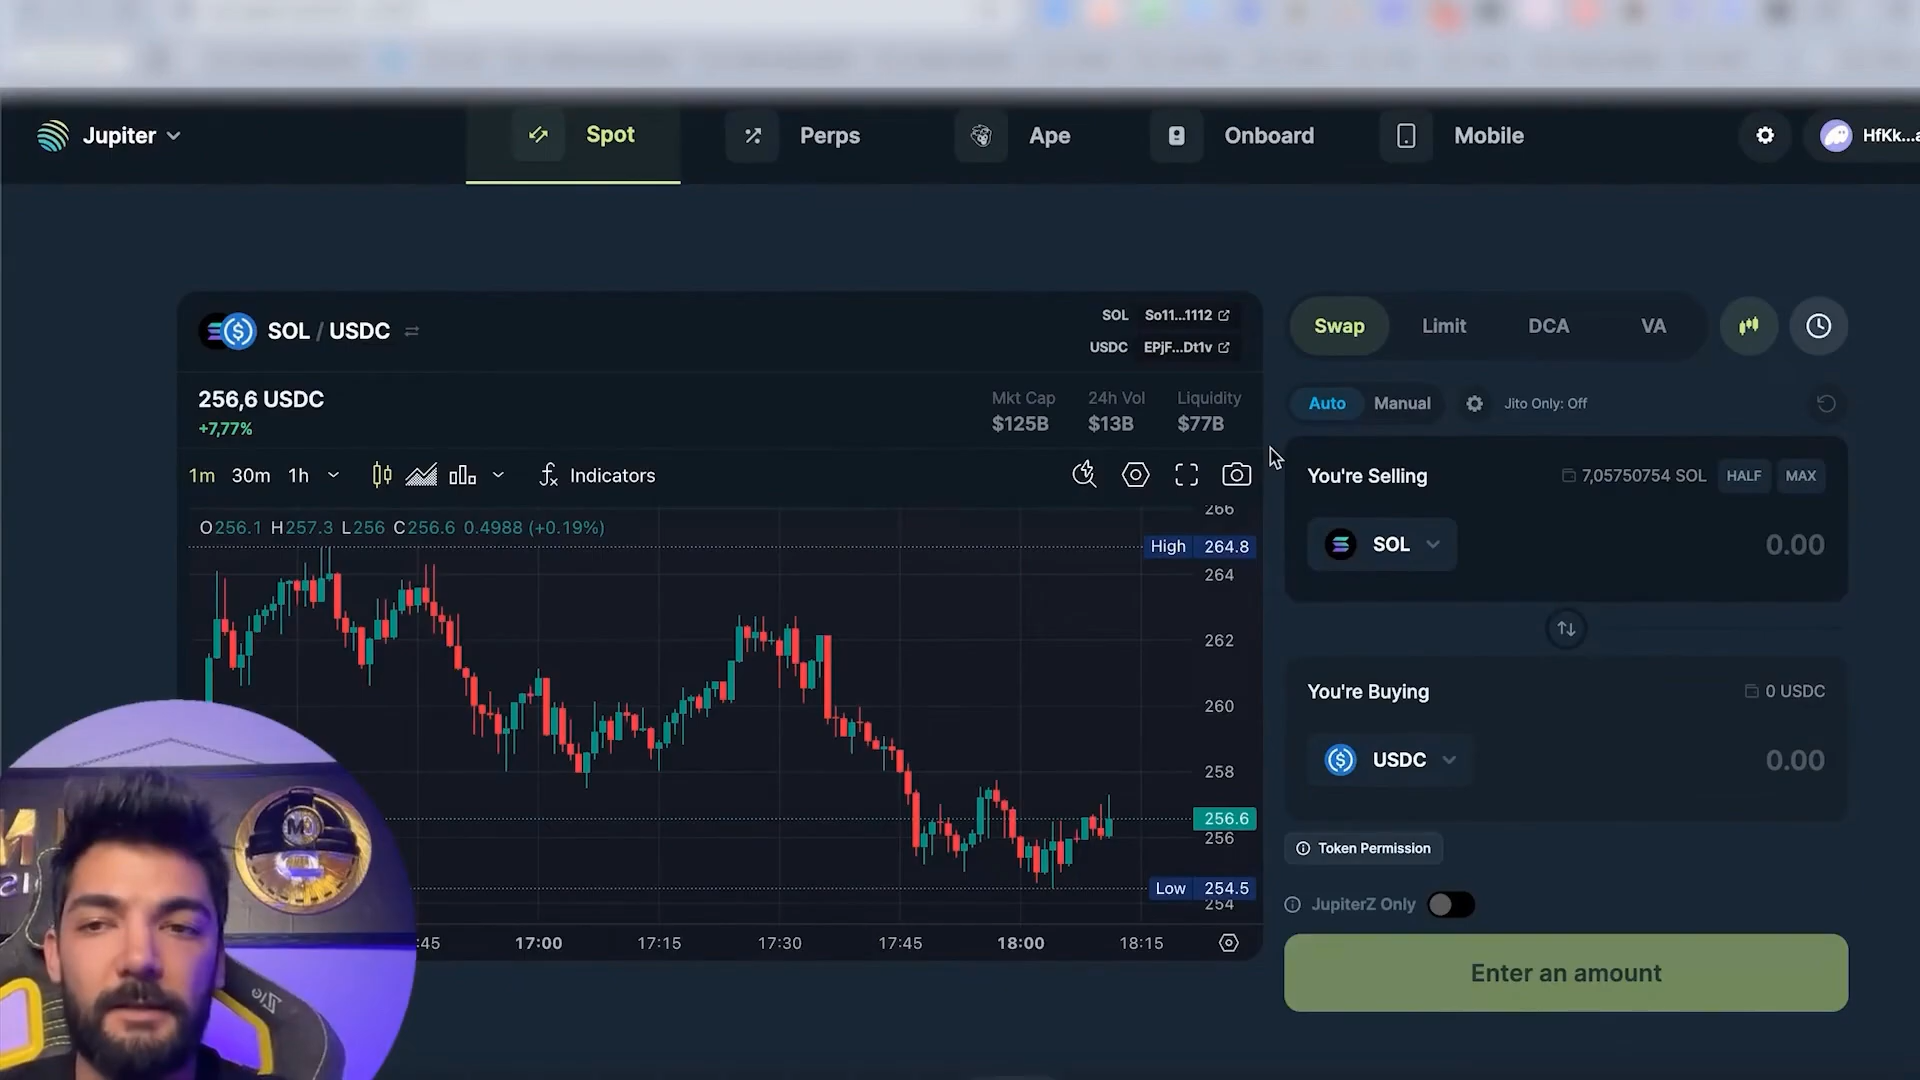 Jupiter
Spot
Perps
Ape
Onboard
Mobile
HfKk...a
SOL / USDC
SOL So11...1112
USDC EPjF...Dt1v
256,6 USDC
+7,77%
Mkt Cap
$125B
24h Vol
$13B
Liquidity
$77B
1m 30m 1h
Indicators
O256.1 H257.3 L256 C256.6 0.4988 (+0.19%)
266
High 264.8
264
262
260
258
256.6
256
Low 254.5
254
:45 17:00 17:15 17:30 17:45 18:00 18:15
Swap Limit DCA VA
Auto Manual Jito Only: Off
You're Selling
7,05750754 SOL HALF MAX
SOL
0.00
You're Buying
0 USDC
USDC
0.00
Token Permission
JupiterZ Only
Enter an amount